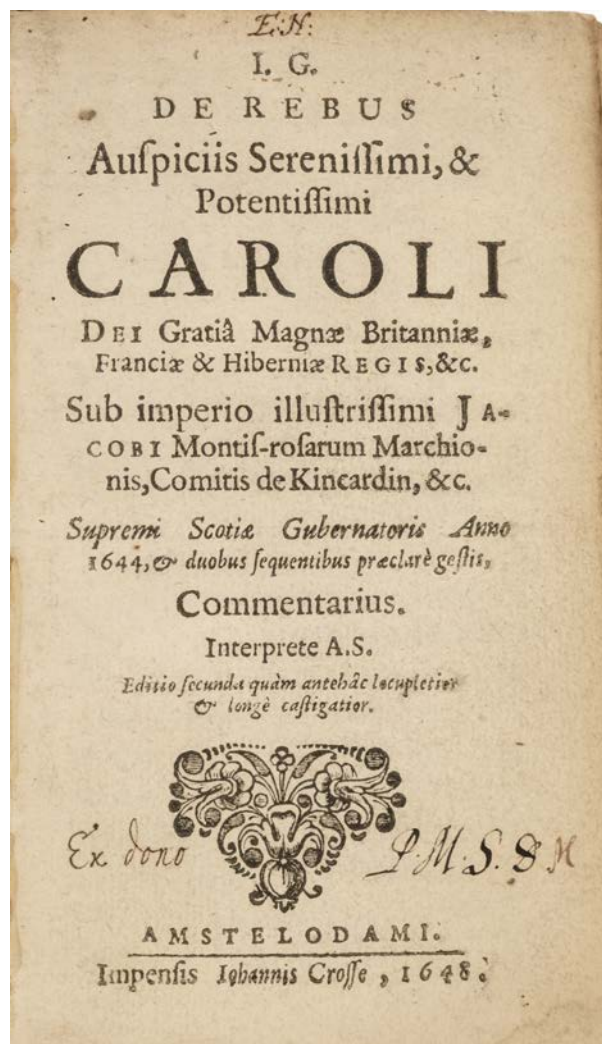 E.N.
I. G.
DE REBUS
Auſpiciis Sereniſſimi, &
Potentiſſimi
CAROLI
DEI Gratiâ Magnæ Britanniæ,
Franciæ & Hiberniæ REGIS, &c.
Sub imperio illuſtriſſimi JA-
COBI Montiſ-roſarum Marchio-
nis, Comitis de Kincardin, &c.
Supremi Scotiæ Gubernatoris Anno
1644, & duobus ſequentibus præclarè geſtis,
Commentarius.
Interprete A.S.
Editio ſecunda quàm antehâc locupletior
& longè caſtigatior.
Ex dono P.M.S.S N
AMSTELODAMI.
Impenſis Iohannis Croſſe, 1648.